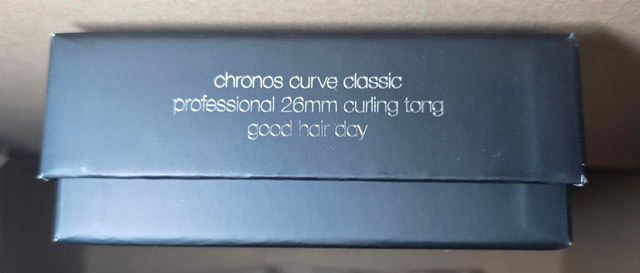 chronos curve classic
professional 26mm curling tong
good hair day